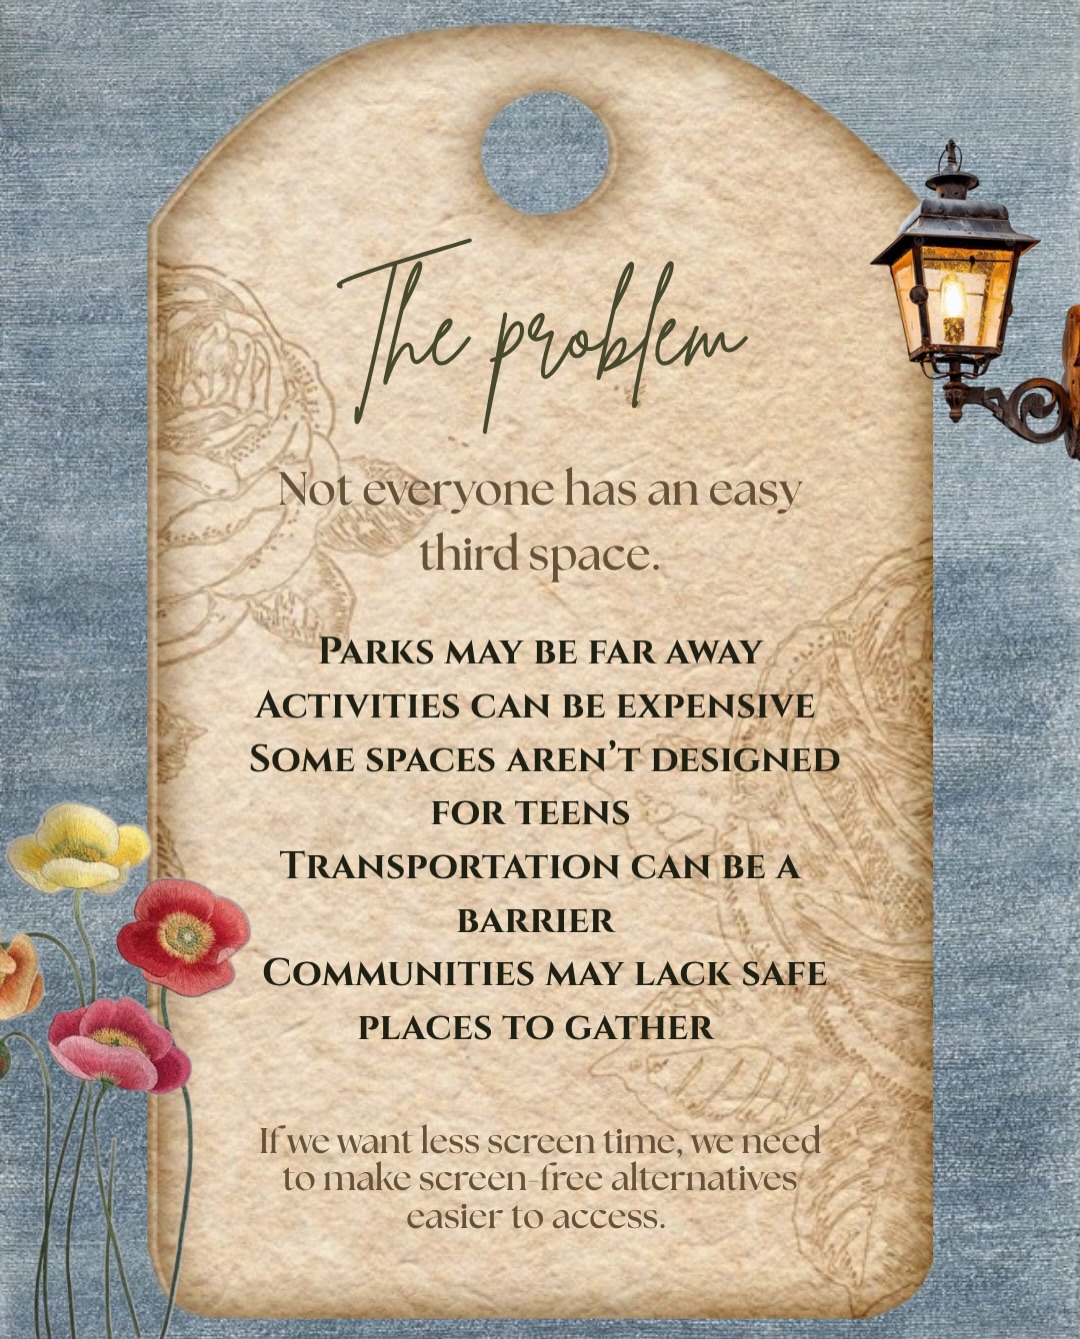 The problem
Not everyone has an easy
third space.
Parks may be far away
Activities can be expensive
Some spaces aren’t designed
for teens
Transportation can be a
barrier
Communities may lack safe
places to gather
If we want less screen time, we need
to make screen-free alternatives
easier to access.